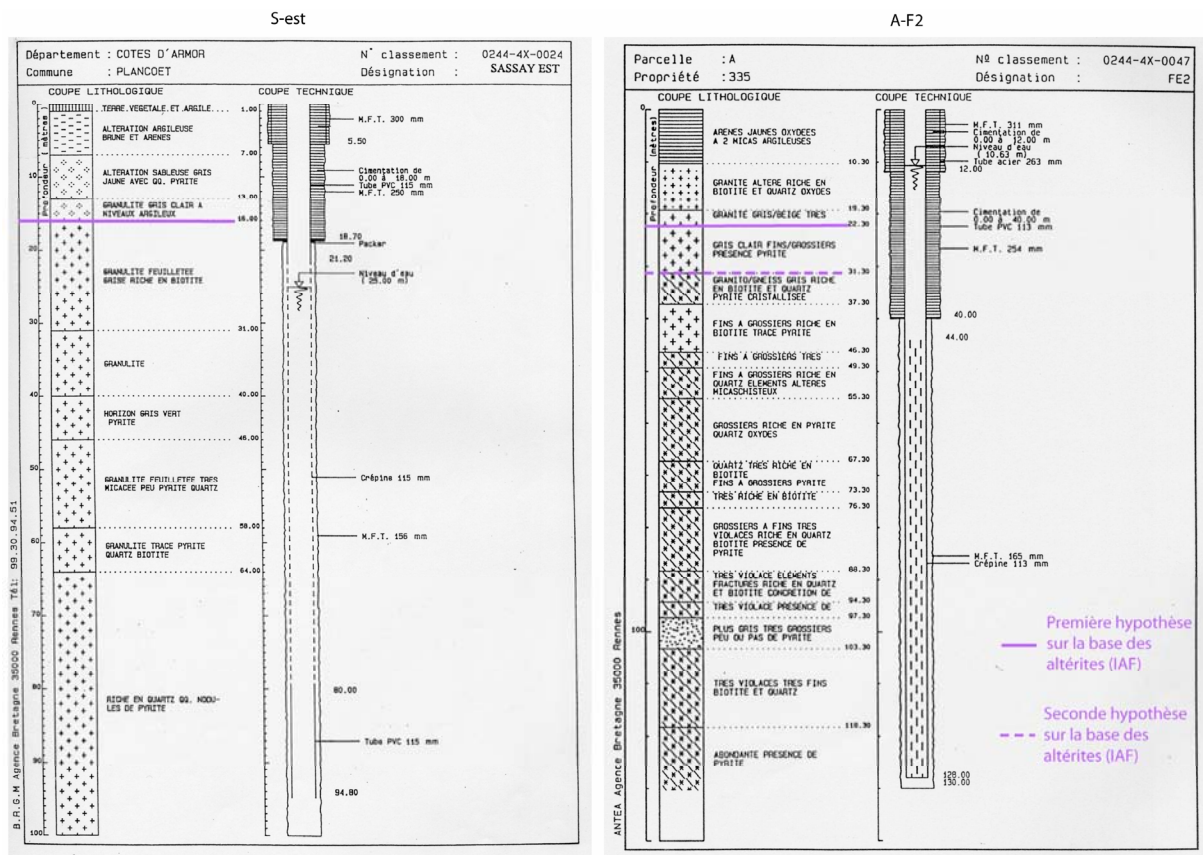 S-est
Département : COTES D'ARMOR
N° classement : 0244-4X-0024
Commune : PLANCOET
Désignation : SASSAY EST
COUPE LITHOLOGIQUE
COUPE TECHNIQUE
Profondeur (mètres)
0
10
20
30
40
50
60
70
80
90
100
TERRE VEGETALE ET ARGILE
1.00
ALTERATION ARGILEUSE
BRUNE ET ARENES
7.00
ALTERATION SABLEUSE GRIS
JAUNE AVEC QQ. PYRITE
13.00
GRANULITE GRIS CLAIR A
NIVEAUX ARGILEUX
16.00
GRANULITE FEUILLETEE
GRISE RICHE EN BIOTITE
31.00
GRANULITE
40.00
HORIZON GRIS VERT
PYRITE
46.00
GRANULITE FEUILLETEE TRES
MICACEE PEU PYRITE QUARTZ
58.00
GRANULITE TRACE PYRITE
QUARTZ BIOTITE
64.00
RICHE EN QUARTZ QQ. NODU-
LES DE PYRITE
M.F.T. 300 mm
5.50
Cimentation de
0.00 à 18.00 m
Tube PVC 115 mm
M.F.T. 250 mm
18.70
Packer
21.20
Niveau d'eau
( 25.00 m)
Crépine 115 mm
M.F.T. 156 mm
80.00
Tube PVC 115 mm
94.80
B.R.G.M Agence Bretagne 35000 Rennes Tél: 99.30.94.51
A-F2
Parcelle : A
Nº classement : 0244-4X-0047
Propriété : 335
Désignation : FE2
COUPE LITHOLOGIQUE
COUPE TECHNIQUE
Profondeur (mètres)
0
100
ARENES JAUNES OXYDEES
A 2 MICAS ARGILEUSES
10.30
GRANITE ALTERE RICHE EN
BIOTITE ET QUARTZ OXYDES
19.30
GRANITE GRIS/BEIGE TRES
22.30
GRIS CLAIR FINS/GROSSIERS
PRESENCE PYRITE
31.30
GRANITO/GNEISS GRIS RICHE
EN BIOTITE ET QUARTZ
PYRITE CRISTALLISEE
37.30
FINS A GROSSIERS RICHE EN
BIOTITE TRACE PYRITE
46.30
FINS A GROSSIERS TRES
49.30
FINS A GROSSIERS RICHE EN
QUARTZ ELEMENTS ALTERES
MICASCHISTEUX
55.30
GROSSIERS RICHE EN PYRITE
QUARTZ OXYDES
67.30
QUARTZ TRES RICHE EN
BIOTITE
FINS A GROSSIERS PYRITE
73.30
TRES RICHE EN BIOTITE
76.30
GROSSIERS A FINS TRES
VIOLACES RICHE EN QUARTZ
BIOTITE PRESENCE DE
PYRITE
88.30
TRES VIOLACE ELEMENTS
FRACTURES RICHE EN QUARTZ
ET BIOTITE CONCRETION DE
94.30
TRES VIOLACE PRESENCE DE
97.30
PLUS GRIS TRES GROSSIERS
PEU OU PAS DE PYRITE
103.30
TRES VIOLACES TRES FINS
BIOTITE ET QUARTZ
118.30
ABONDANTE PRESENCE DE
PYRITE
M.F.T. 311 mm
Cimentation de
0.00 à 12.00 m
Niveau d'eau
( 10.63 m)
Tube acier 263 mm
12.00
Cimentation de
0.00 à 40.00 m
Tube PVC 113 mm
M.F.T. 254 mm
40.00
44.00
M.F.T. 165 mm
Crépine 113 mm
128.00
130.00
ANTEA Agence Bretagne 35000 Rennes
Première hypothèse
sur la base des
altérites (IAF)
Seconde hypothèse
sur la base des
altérites (IAF)